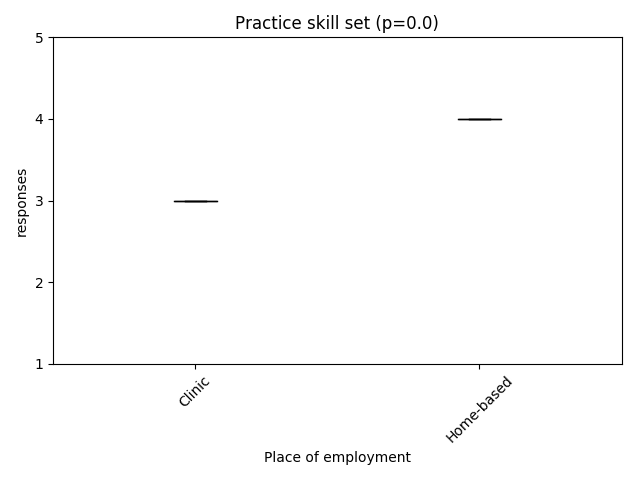 Practice skill set (p=0.0)
5
4
3
2
1
responses
Clinic
Home-based
Place of employment